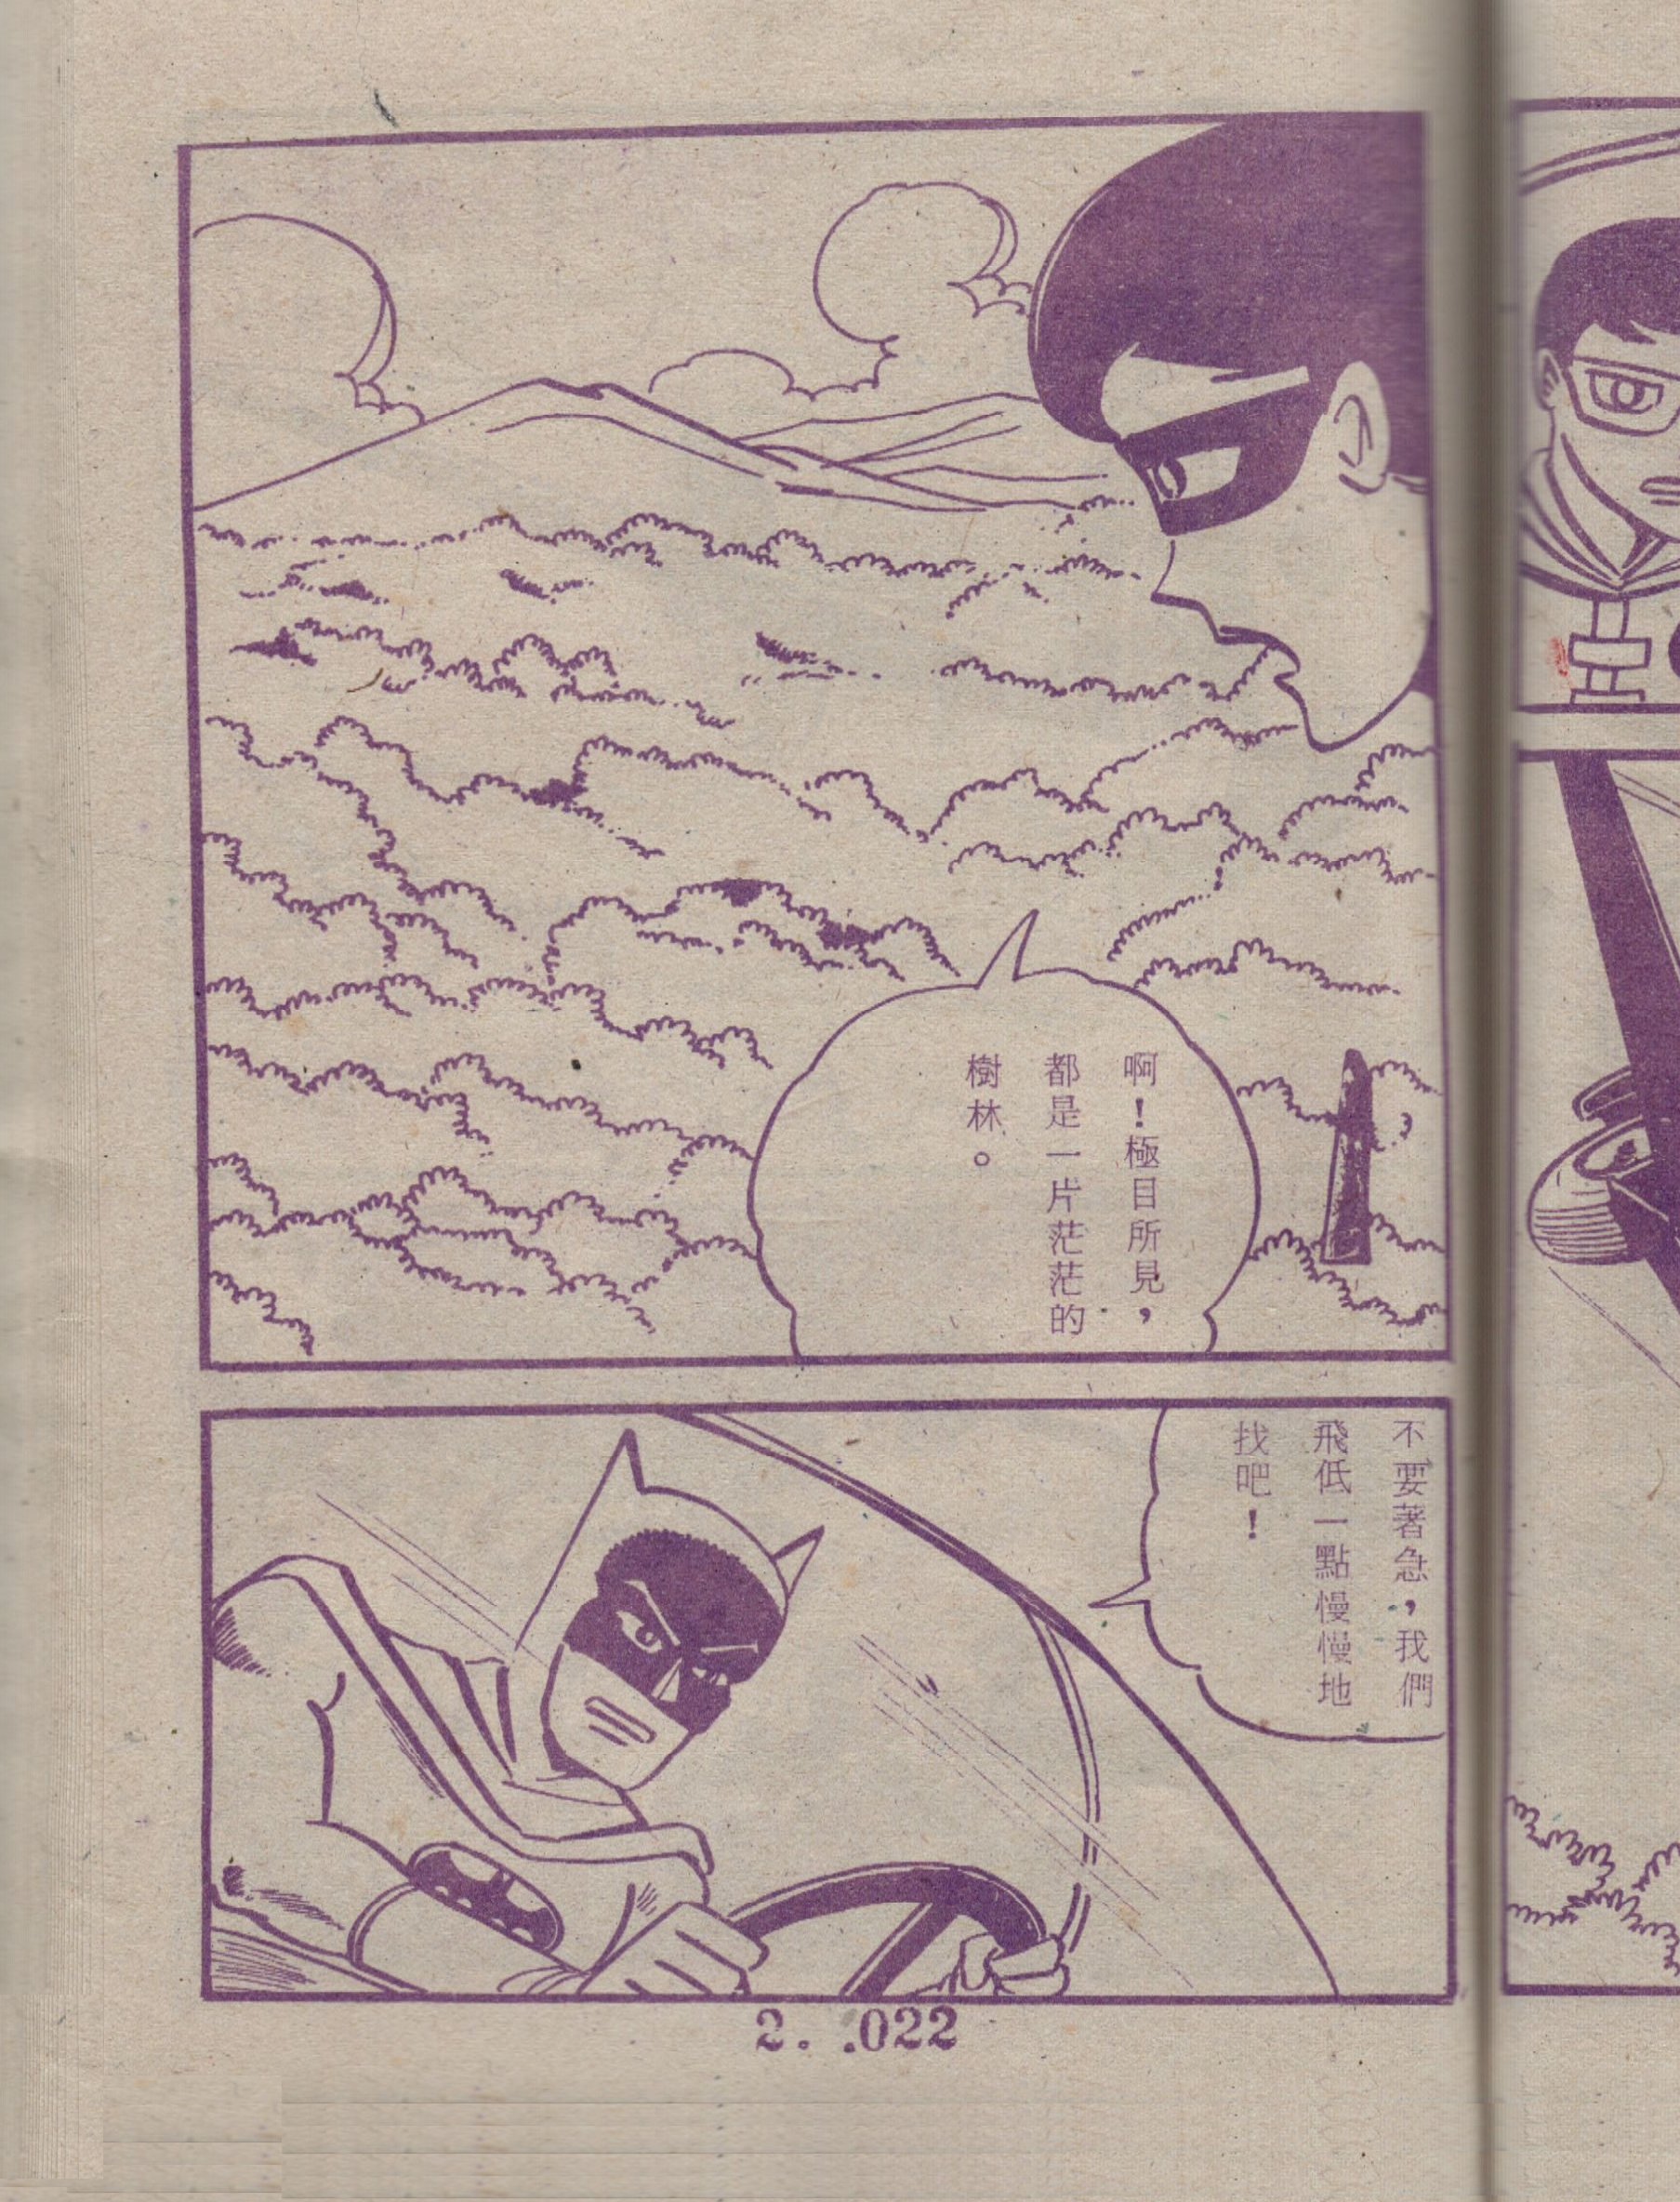 啊！極目所見，
都是一片茫茫的
樹林。
不要著急，我們
飛低一點慢慢地
找吧！
2. .022